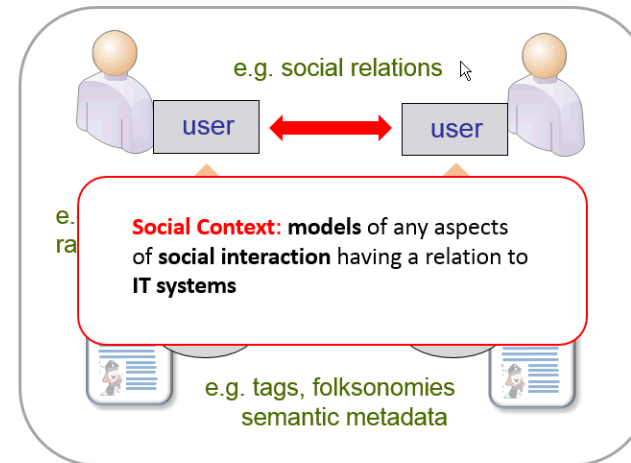 e.g. social relations
user
user
e.
ra
Social Context: models of any aspects
of social interaction having a relation to
IT systems
e.g. tags, folksonomies
semantic metadata